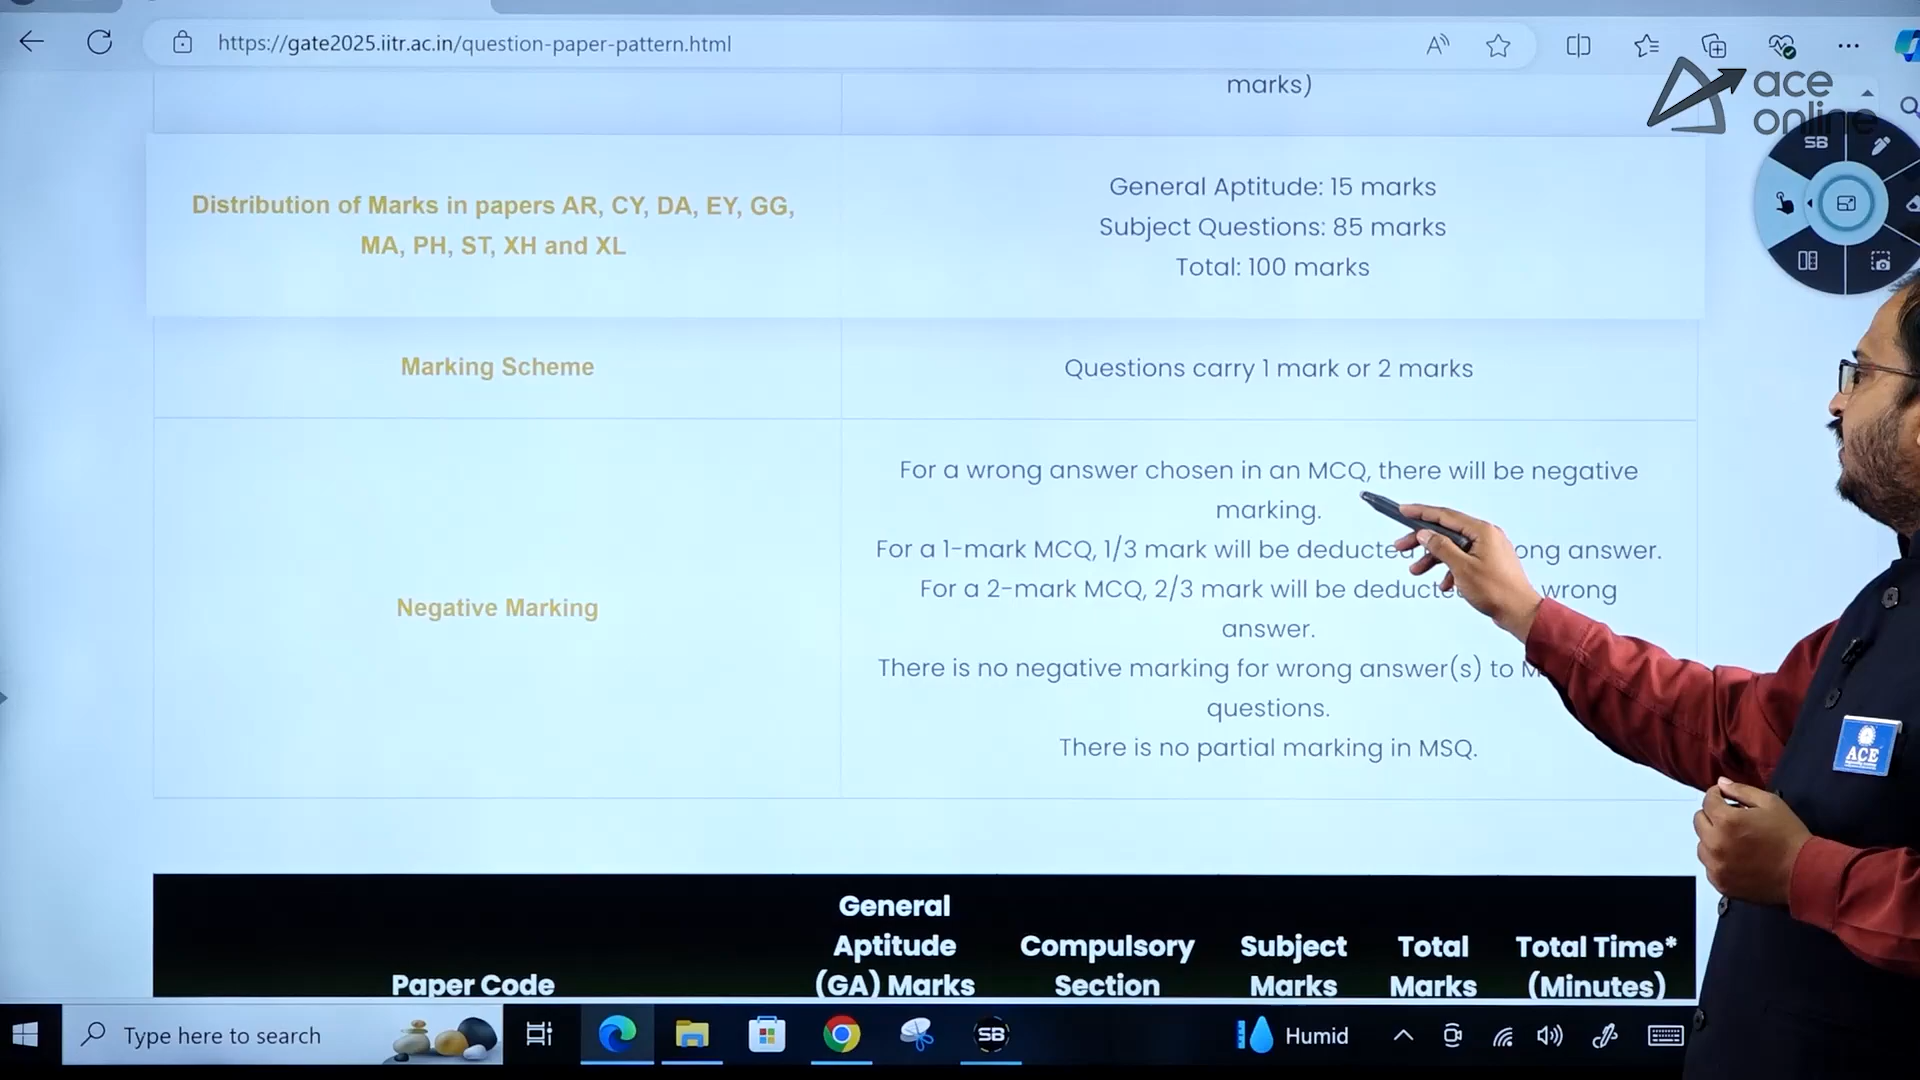 https://gate2025.iitr.ac.in/question-paper-pattern.html
marks)
ace
online
SB
Distribution of Marks in papers AR, CY, DA, EY, GG,
MA, PH, ST, XH and XL
General Aptitude: 15 marks
Subject Questions: 85 marks
Total: 100 marks
Marking Scheme
Questions carry 1 mark or 2 marks
Negative Marking
For a wrong answer chosen in an MCQ, there will be negative
marking.
For a 1-mark MCQ, 1/3 mark will be deducted answer.
For a 2-mark MCQ, 2/3 mark will be wrong
answer.
There is no negative marking for wrong answer(s) to
questions.
There is no partial marking in MSQ.
ACE
Paper Code
General
Aptitude
(GA) Marks
Compulsory
Section
Subject
Marks
Total
Marks
Total Time*
(Minutes)
Type here to search
SB
Humid